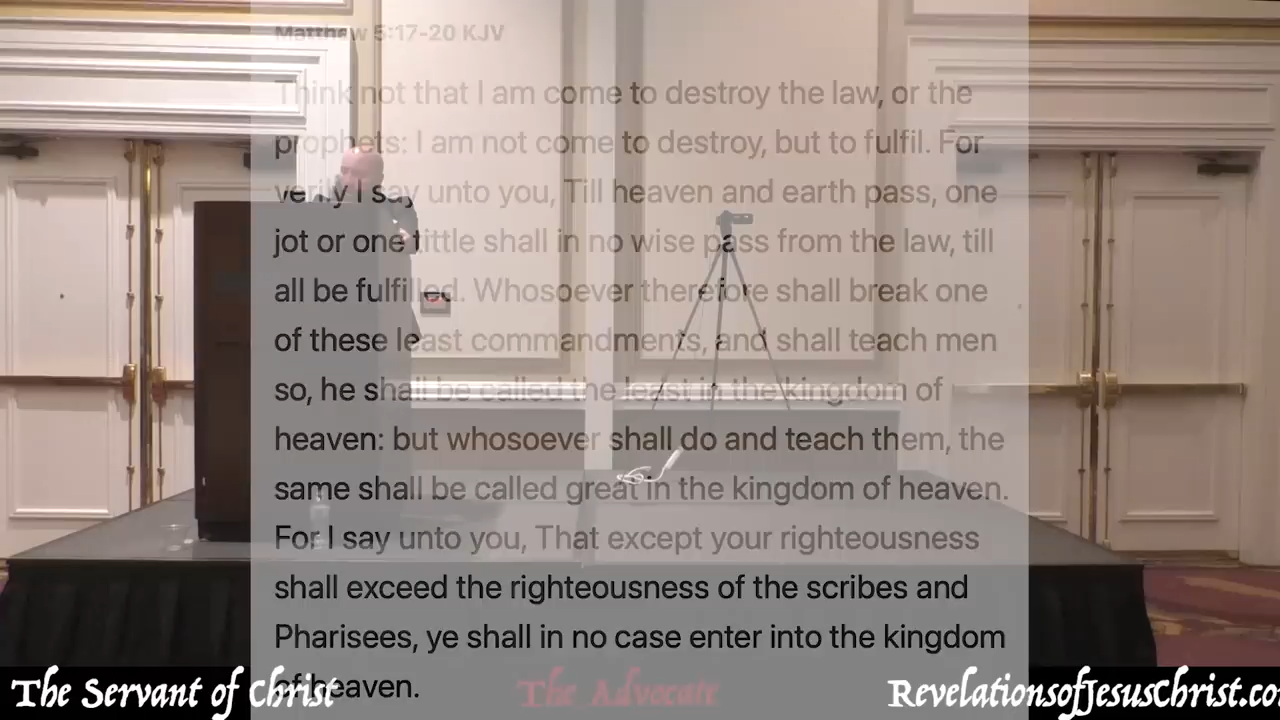 Matthew 5:17-20 KJV
Think not that I am come to destroy the law, or the
prophets: I am not come to destroy, but to fulfil. For
verily I say unto you, Till heaven and earth pass, one
jot or one tittle shall in no wise pass from the law, till
all be fulfilled. Whosoever therefore shall break one
of these least commandments, and shall teach men
so, he shall be called the least in the kingdom of
heaven: but whosoever shall do and teach them, the
same shall be called great in the kingdom of heaven.
For I say unto you, That except your righteousness
shall exceed the righteousness of the scribes and
Pharisees, ye shall in no case enter into the kingdom
of heaven.
The Servant of Christ
The Advocate
RevelationsofJesusChrist.co